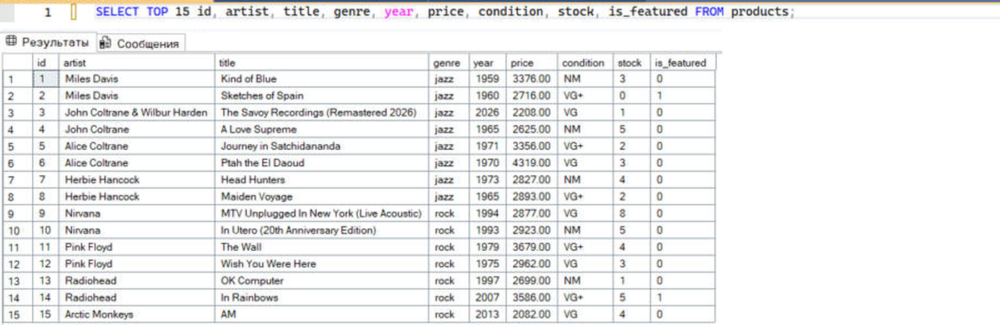 1 SELECT TOP 15 id, artist, title, genre, year, price, condition, stock, is_featured FROM products;
Результаты Сообщения
id artist title genre year price condition stock is_featured
1 1 Miles Davis Kind of Blue jazz 1959 3376.00 NM 3 0
2 2 Miles Davis Sketches of Spain jazz 1960 2716.00 VG+ 0 1
3 3 John Coltrane & Wilbur Harden The Savoy Recordings (Remastered 2026) jazz 2026 2208.00 VG 1 0
4 4 John Coltrane A Love Supreme jazz 1965 2625.00 NM 5 0
5 5 Alice Coltrane Journey in Satchidananda jazz 1971 3356.00 VG+ 2 0
6 6 Alice Coltrane Ptah the El Daoud jazz 1970 4319.00 VG 3 0
7 7 Herbie Hancock Head Hunters jazz 1973 2827.00 NM 4 0
8 8 Herbie Hancock Maiden Voyage jazz 1965 2893.00 VG+ 2 0
9 9 Nirvana MTV Unplugged In New York (Live Acoustic) rock 1994 2877.00 VG 8 0
10 10 Nirvana In Utero (20th Anniversary Edition) rock 1993 2923.00 NM 5 0
11 11 Pink Floyd The Wall rock 1979 3679.00 VG+ 4 0
12 12 Pink Floyd Wish You Were Here rock 1975 2962.00 VG 3 0
13 13 Radiohead OK Computer rock 1997 2699.00 NM 1 0
14 14 Radiohead In Rainbows rock 2007 3586.00 VG+ 5 1
15 15 Arctic Monkeys AM rock 2013 2082.00 VG 4 0